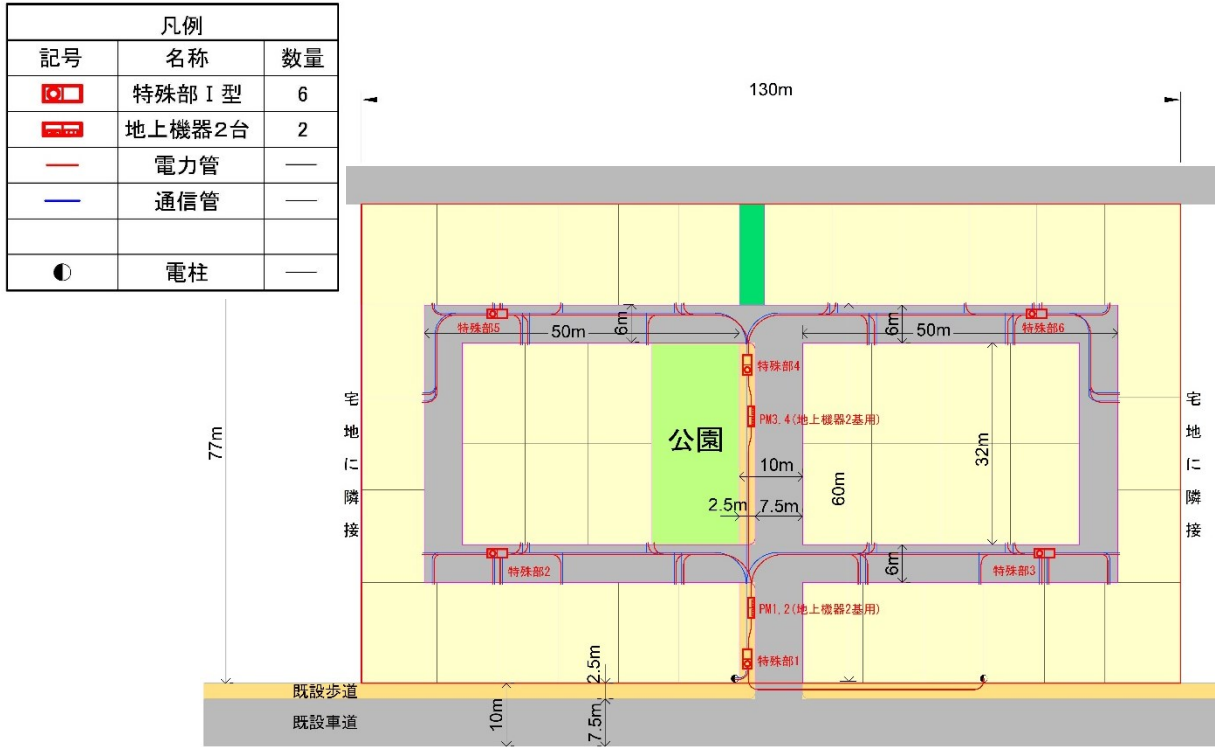 凡例
記号 名称 数量
特殊部Ⅰ型 6
地上機器2台 2
電力管 ―
通信管 ―
電柱 ―
130m
特殊部5
50m
6m
6m
50m
特殊部6
特殊部4
宅地に隣接
77m
公園
PM3.4(地上機器2基用)
10m
2.5m
7.5m
60m
32m
宅地に隣接
特殊部2
6m
特殊部3
PM1.2(地上機器2基用)
特殊部1
2.5m
既設歩道
既設車道
10m
7.5m